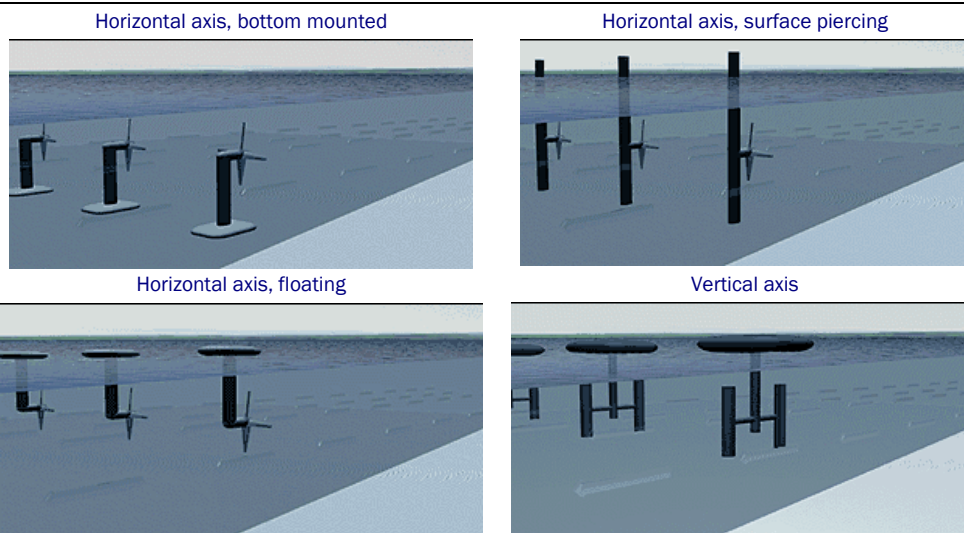 Horizontal axis, bottom mounted
Horizontal axis, surface piercing
Horizontal axis, floating
Vertical axis